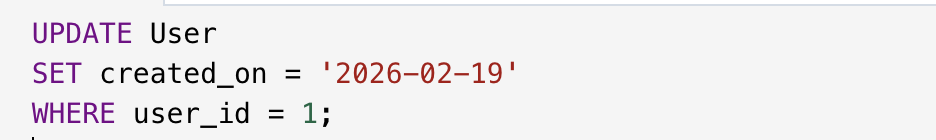 UPDATE User
SET created_on = '2026-02-19'
WHERE user_id = 1;